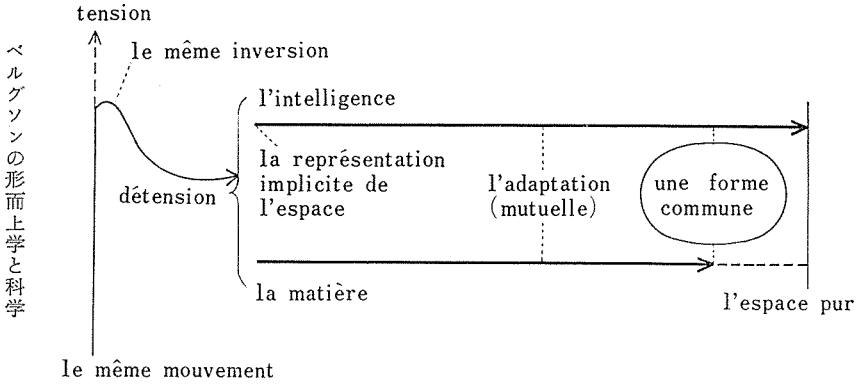 ベルグソンの形而上学と科学
tension
le même inversion
l'intelligence
la représentation
implicite de
l'espace
détension
l'adaptation
(mutuelle)
une forme
commune
la matière
l'espace pur
le même mouvement